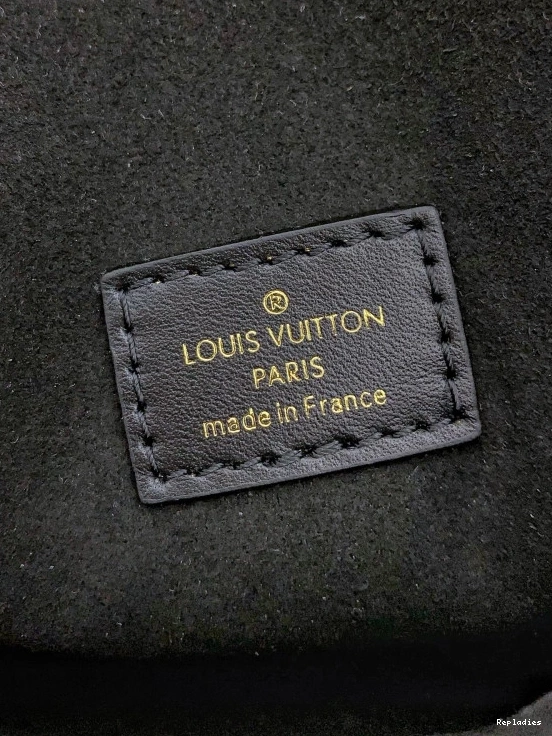 ®
LOUIS VUITTON
PARIS
made in France
Repladies